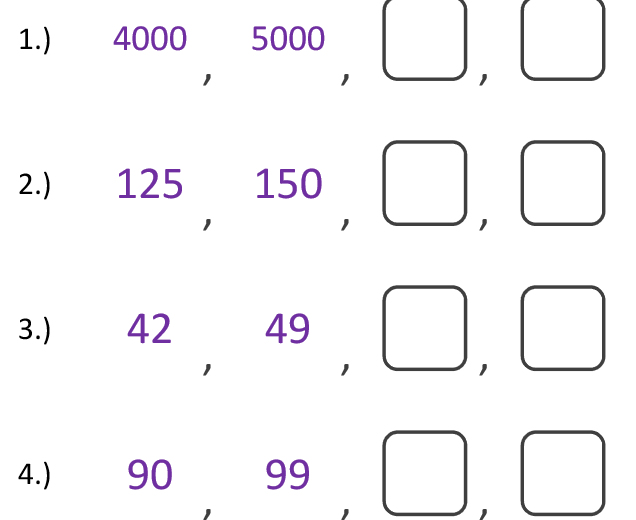 1.) 4000 , 5000 , ,
2.) 125 , 150 , ,
3.) 42 , 49 , ,
4.) 90 , 99 , ,